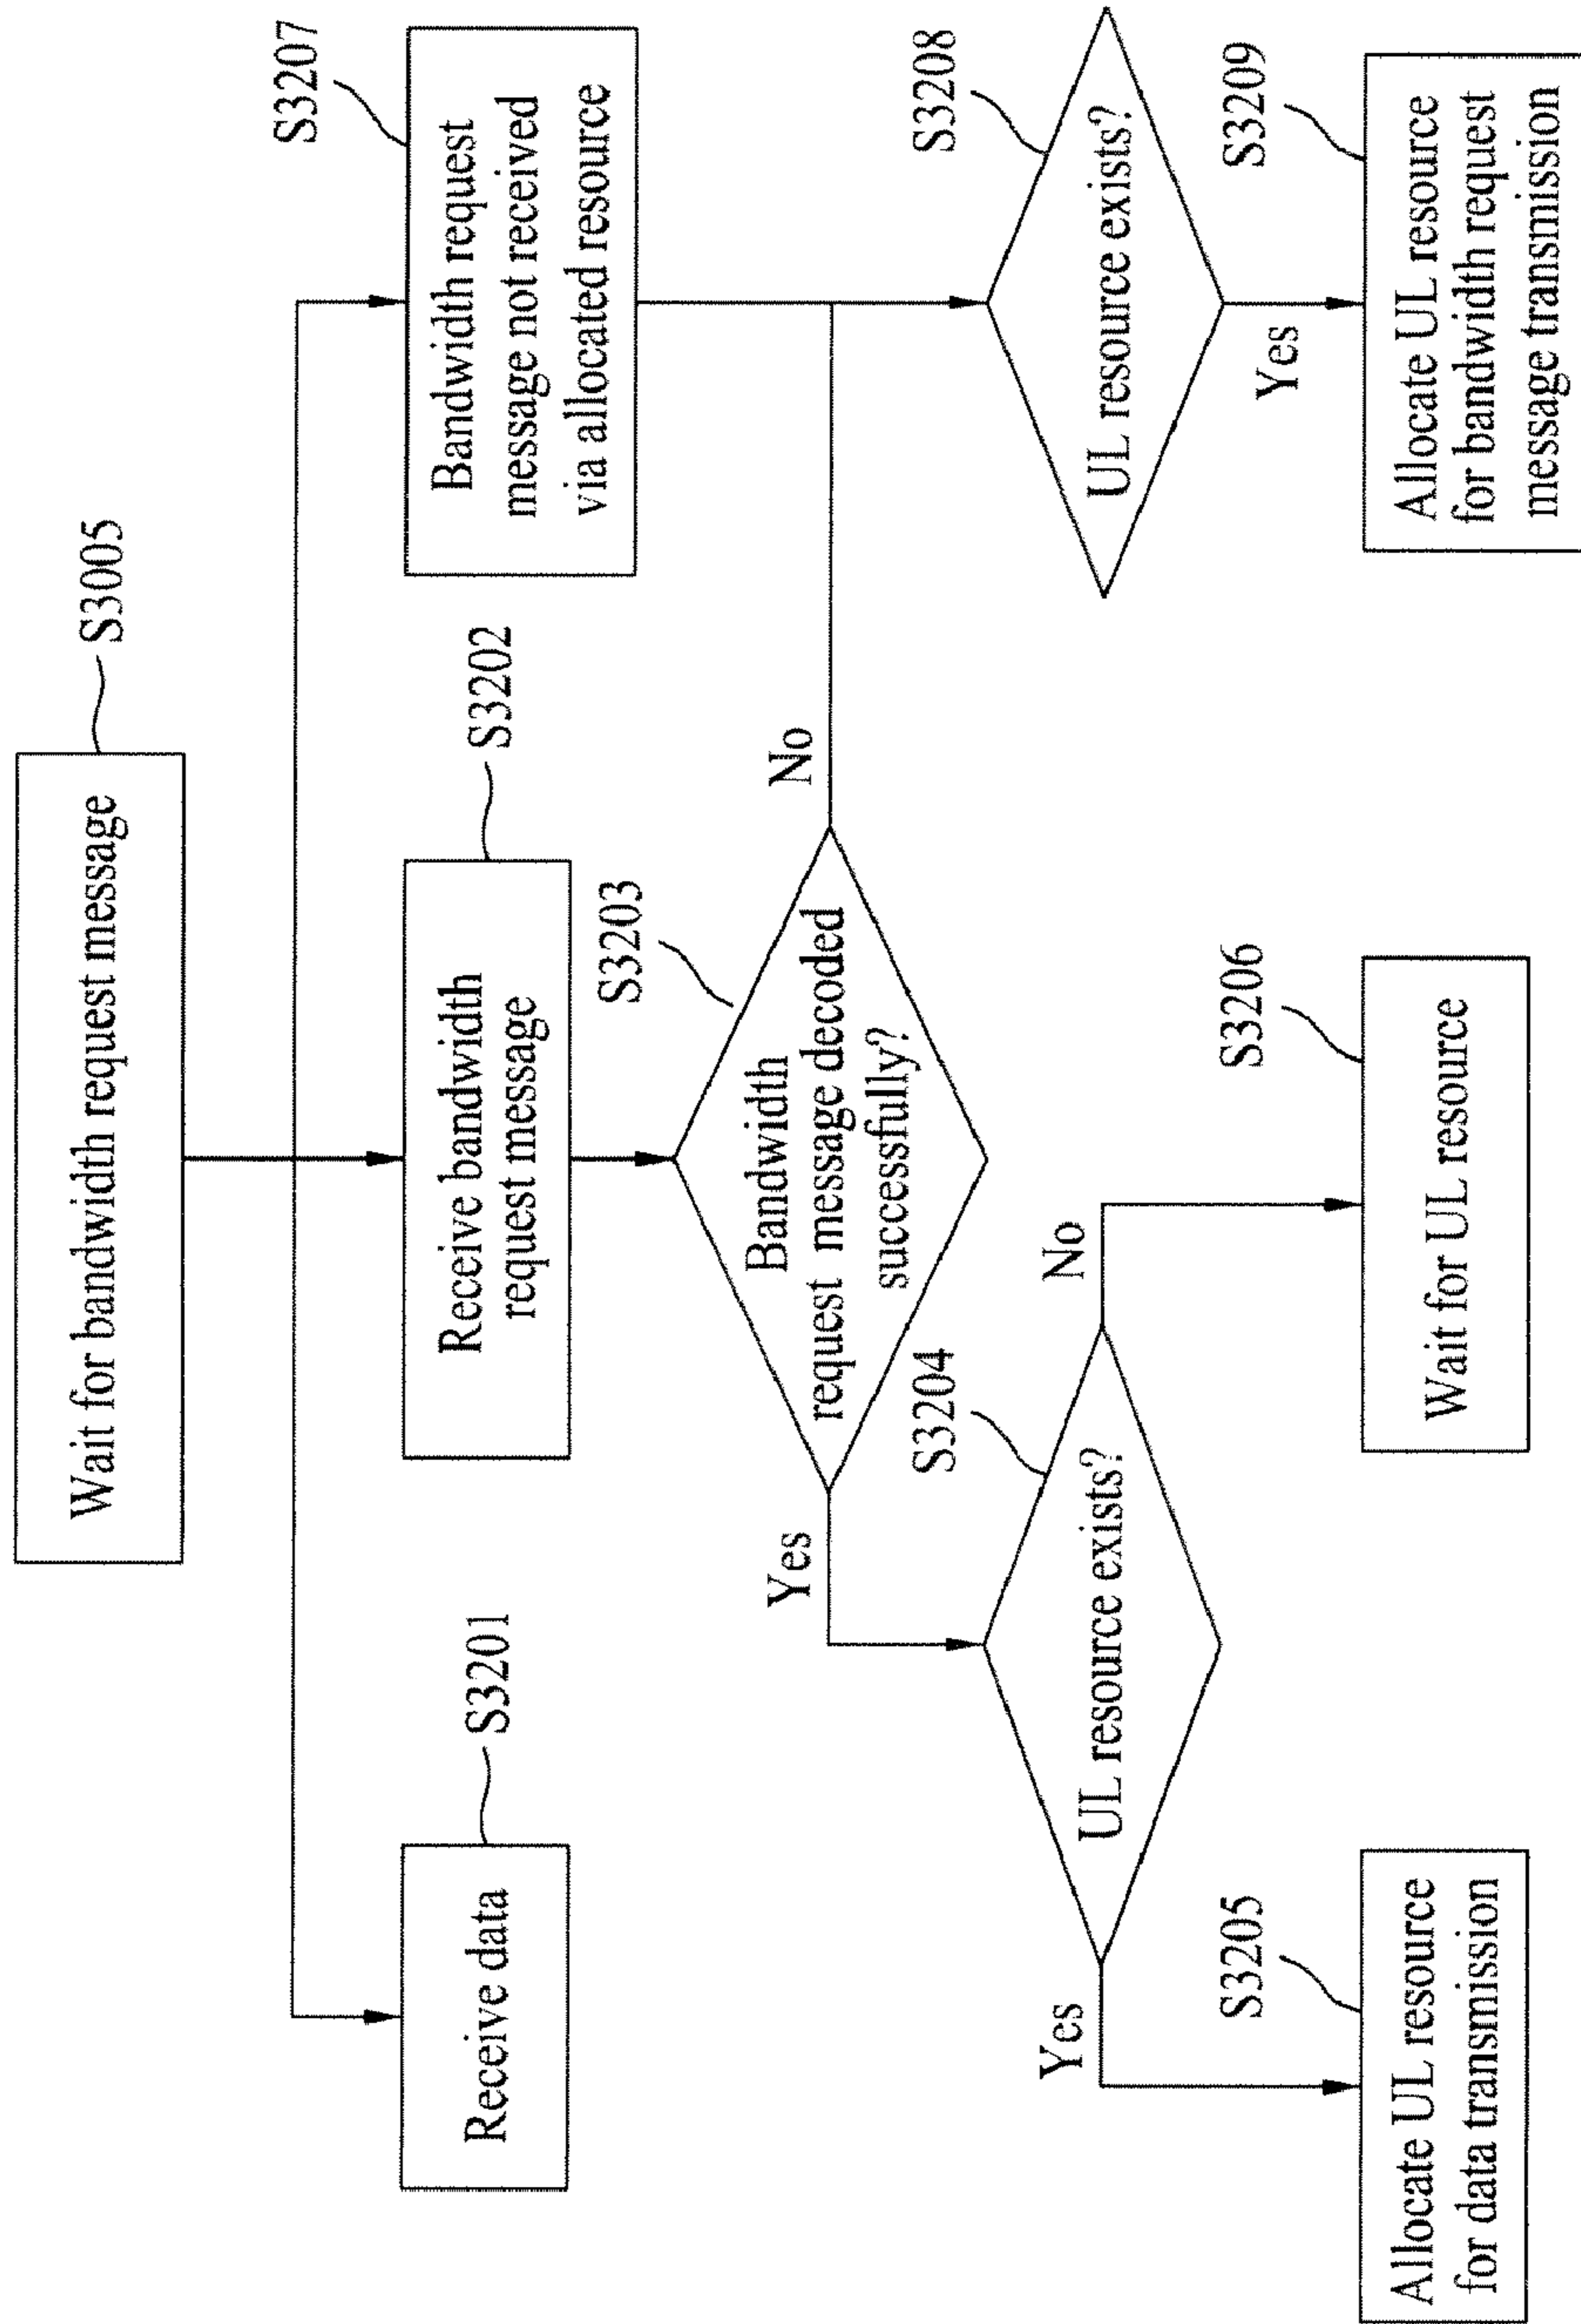 Wait for bandwidth request message
S3005
Receive data
S3201
Receive bandwidth
request message
S3202
Bandwidth request
message not received
via allocated resource
S3207
Bandwidth
request message decoded
successfully?
S3203
Yes
No
UL resource exists?
S3204
UL resource exists?
S3208
Yes
No
Yes
Allocate UL resource
for data transmission
S3205
Wait for UL resource
S3206
Allocate UL resource
for bandwidth request
message transmission
S3209